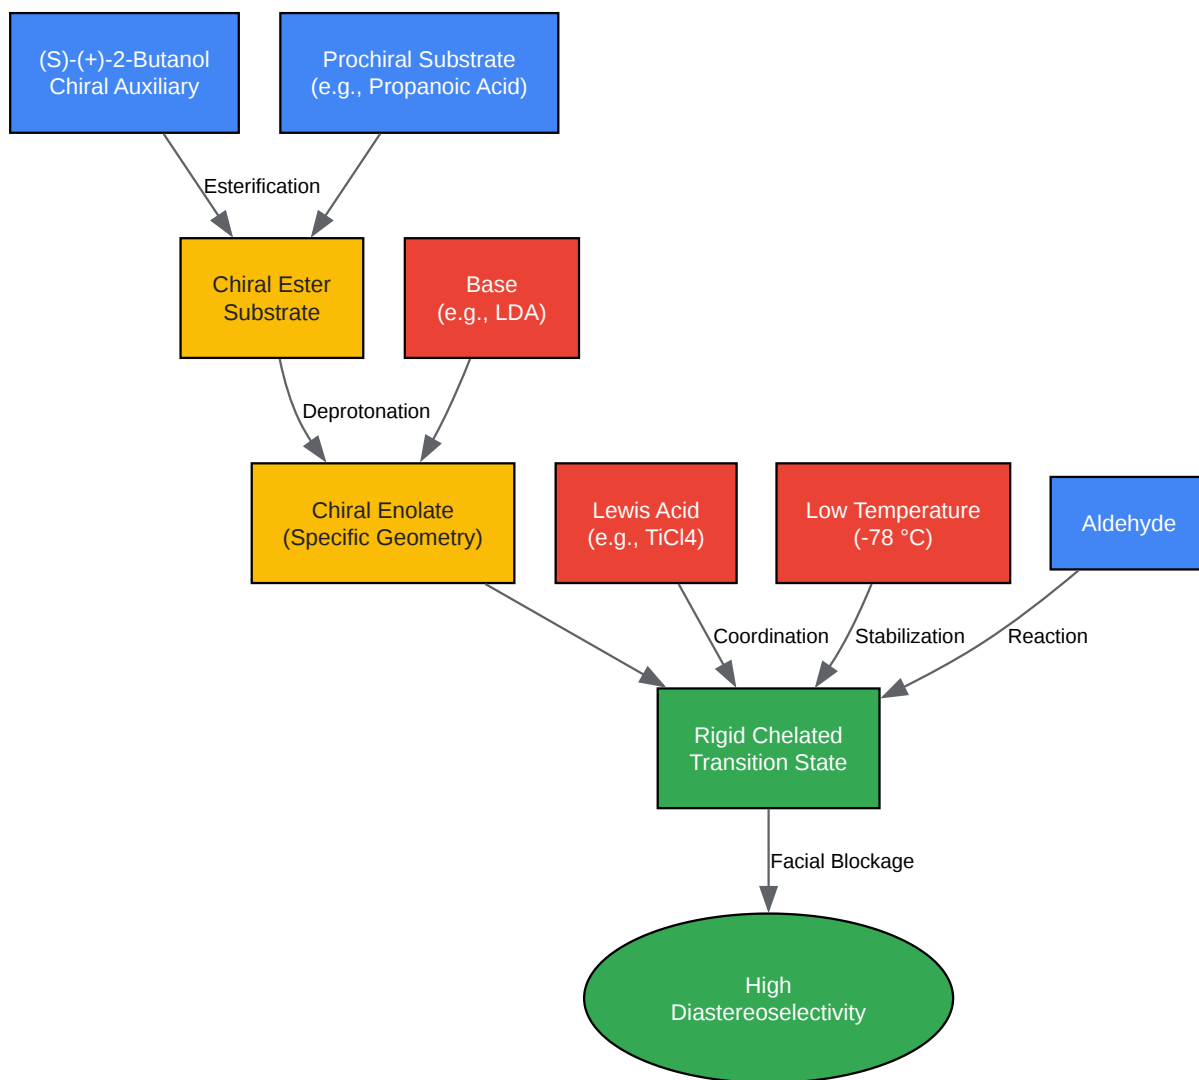 (S)-(+)-2-Butanol
Chiral Auxiliary
Prochiral Substrate
(e.g., Propanoic Acid)
Esterification
Chiral Ester
Substrate
Base
(e.g., LDA)
Deprotonation
Chiral Enolate
(Specific Geometry)
Lewis Acid
(e.g., TiCl4)
Low Temperature
(-78 °C)
Aldehyde
Coordination
Stabilization
Reaction
Rigid Chelated
Transition State
Facial Blockage
High
Diastereoselectivity